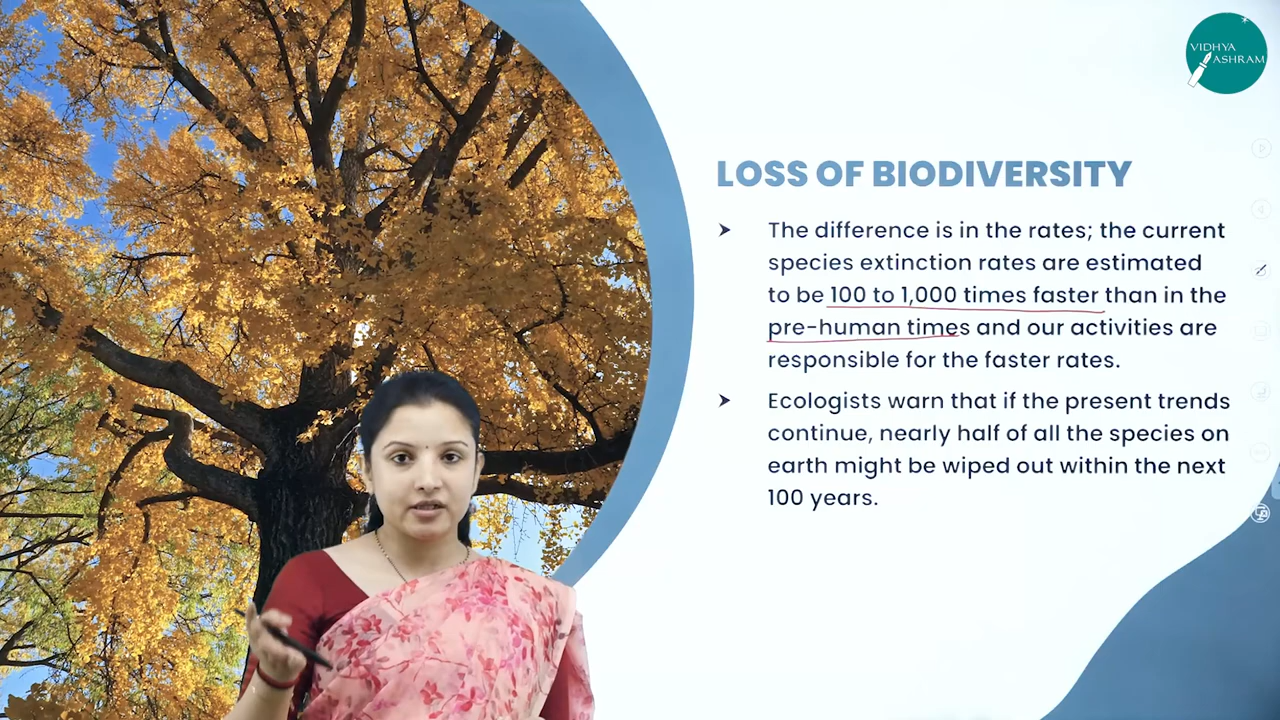 VIDHYA
ASHRAM
LOSS OF BIODIVERSITY
➤ The difference is in the rates; the current
species extinction rates are estimated
to be 100 to 1,000 times faster than in the
pre-human times and our activities are
responsible for the faster rates.
➤ Ecologists warn that if the present trends
continue, nearly half of all the species on
earth might be wiped out within the next
100 years.